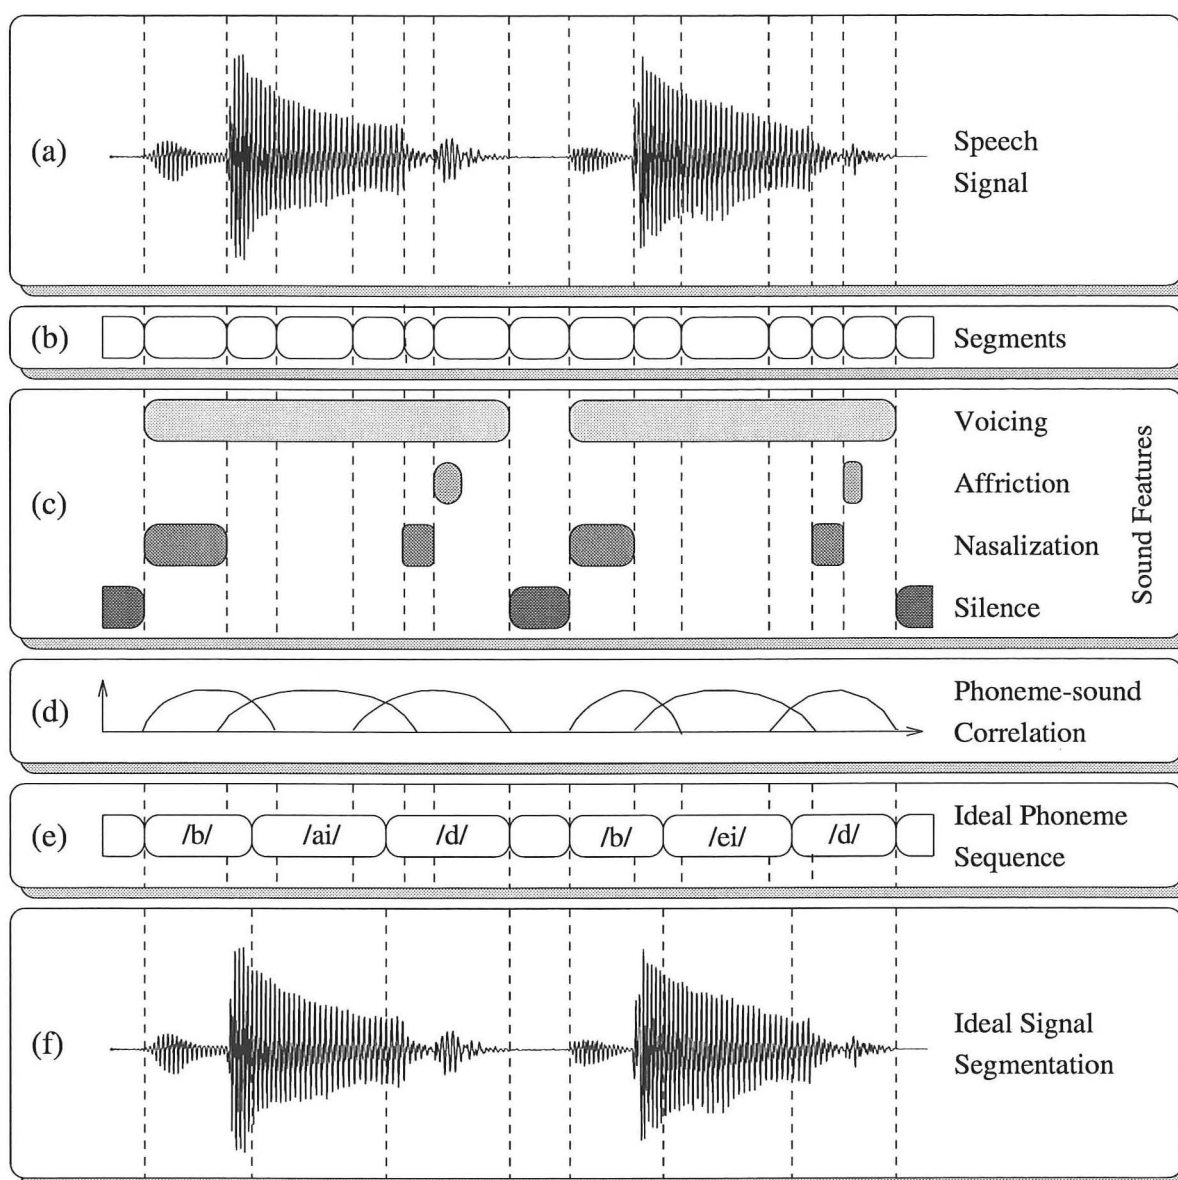 (a)
Speech
Signal
(b)
Segments
(c)
Voicing
Affriction
Nasalization
Silence
Sound Features
(d)
Phoneme-sound
Correlation
(e)
/b/ /ai/ /d/ /b/ /ei/ /d/
Ideal Phoneme
Sequence
(f)
Ideal Signal
Segmentation